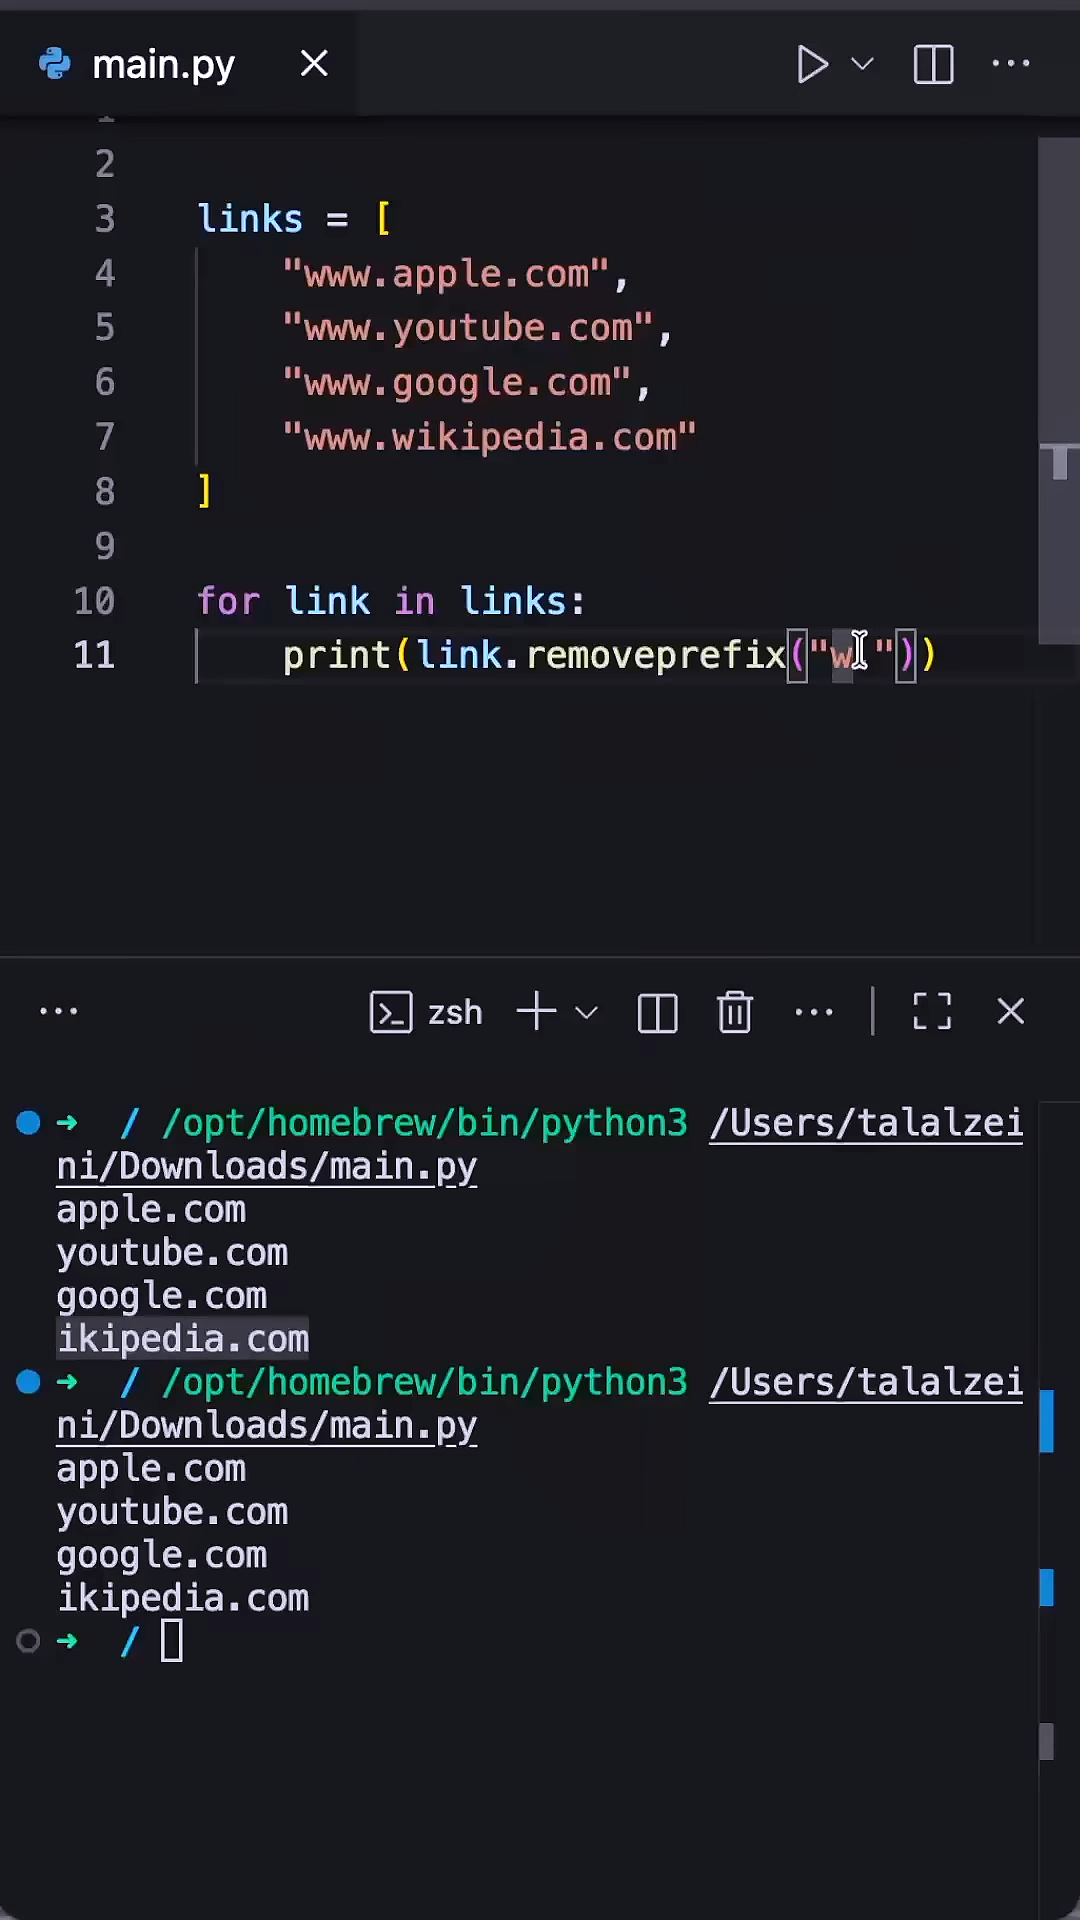 main.py
1
2
3 links = [
4 "www.apple.com",
5 "www.youtube.com",
6 "www.google.com",
7 "www.wikipedia.com"
8 ]
9
10 for link in links:
11 print(link.removeprefix("w."))
zsh
/ /opt/homebrew/bin/python3 /Users/talalzei
ni/Downloads/main.py
apple.com
youtube.com
google.com
ikipedia.com
/ /opt/homebrew/bin/python3 /Users/talalzei
ni/Downloads/main.py
apple.com
youtube.com
google.com
ikipedia.com
/